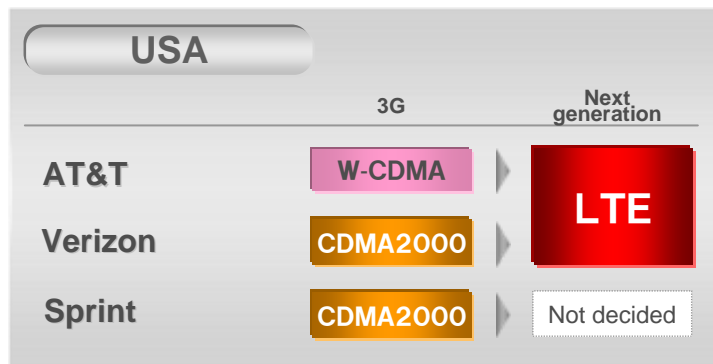 USA
3G
Next
generation
AT&T
W-CDMA
LTE
Verizon
CDMA2000
Sprint
CDMA2000
Not decided